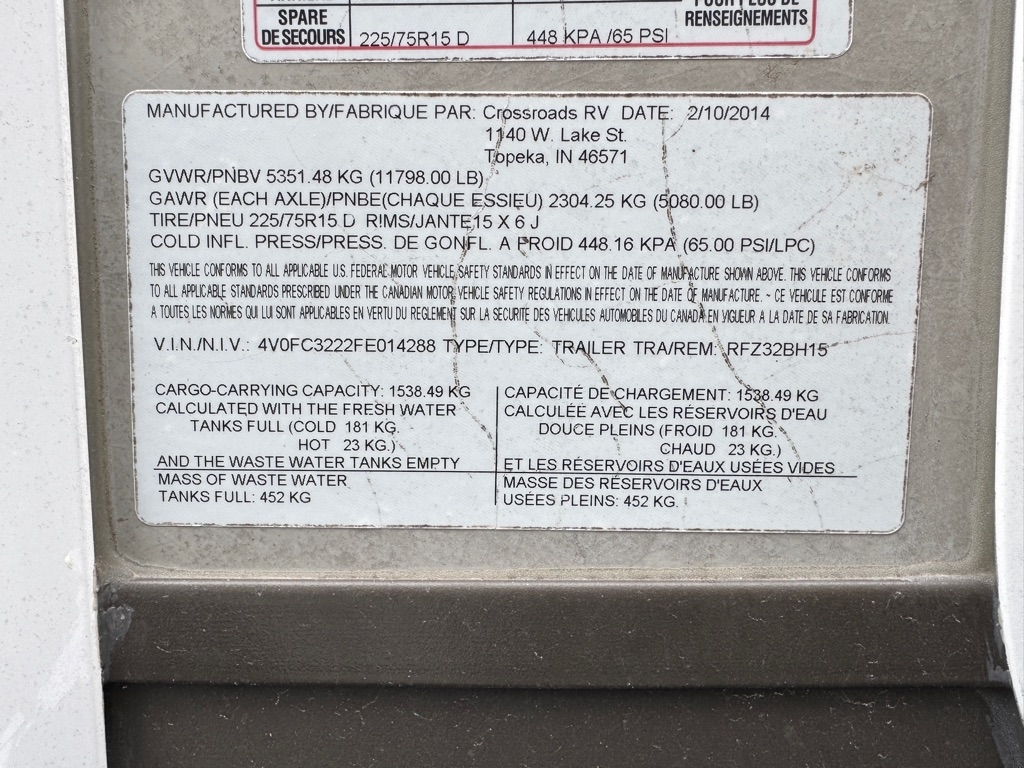 SPARE
DE SECOURS 225/75R15 D 448 KPA /65 PSI
RENSEIGNEMENTS
MANUFACTURED BY/FABRIQUE PAR: Crossroads RV DATE: 2/10/2014
1140 W. Lake St.
Topeka, IN 46571
GVWR/PNBV 5351.48 KG (11798.00 LB)
GAWR (EACH AXLE)/PNBE(CHAQUE ESSIEU) 2304.25 KG (5080.00 LB)
TIRE/PNEU 225/75R15 D RIMS/JANTE15 X 6 J
COLD INFL. PRESS/PRESS. DE GONFL. A FROID 448.16 KPA (65.00 PSI/LPC)
THIS VEHICLE CONFORMS TO ALL APPLICABLE U.S. FEDERAL MOTOR VEHICLE SAFETY STANDARDS IN EFFECT ON THE DATE OF MANUFACTURE SHOWN ABOVE. THIS VEHICLE CONFORMS
TO ALL APPLICABLE STANDARDS PRESCRIBED UNDER THE CANADIAN MOTOR VEHICLE SAFETY REGULATIONS IN EFFECT ON THE DATE OF MANUFACTURE. - CE VEHICULE EST CONFORME
A TOUTES LES NORMES QUI LUI SONT APPLICABLES EN VERTU DU REGLEMENT SUR LA SECURITE DES VEHICULES AUTOMOBILES DU CANADA EN VIGUEUR A LA DATE DE SA FABRICATION.
V.I.N./N.I.V.: 4V0FC3222FE014288 TYPE/TYPE: TRAILER TRA/REM: RFZ32BH15
CARGO-CARRYING CAPACITY: 1538.49 KG
CALCULATED WITH THE FRESH WATER
TANKS FULL (COLD 181 KG.
HOT 23 KG.)
AND THE WASTE WATER TANKS EMPTY
MASS OF WASTE WATER
TANKS FULL: 452 KG
CAPACITÉ DE CHARGEMENT: 1538.49 KG
CALCULÉE AVEC LES RÉSERVOIRS D'EAU
DOUCE PLEINS (FROID 181 KG.
CHAUD 23 KG.)
ET LES RÉSERVOIRS D'EAUX USÉES VIDES
MASSE DES RÉSERVOIRS D'EAUX
USÉES PLEINS: 452 KG.